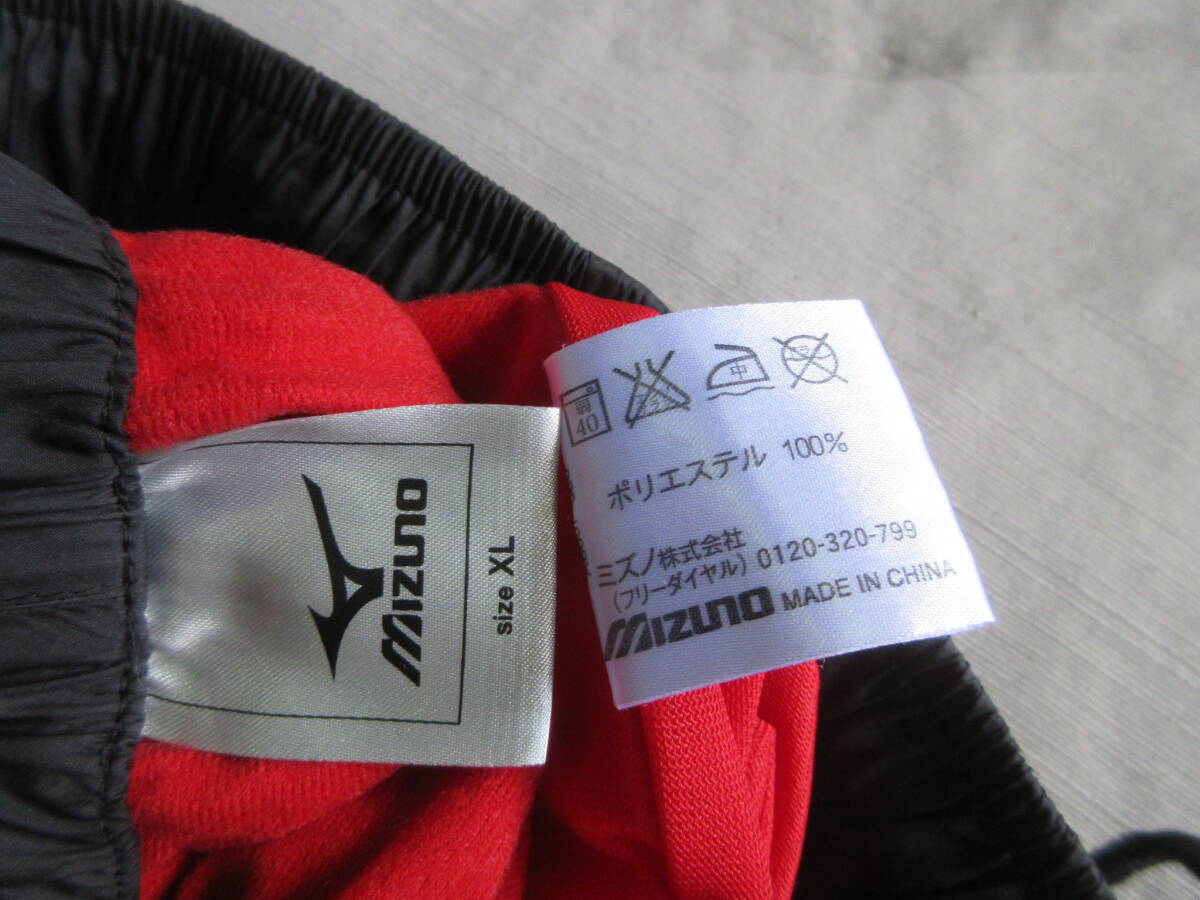 MIZUNO
size XL
40
中
ポリエステル 100%
ミズノ株式会社
(フリーダイヤル) 0120-320-799
MIZUNO MADE IN CHINA